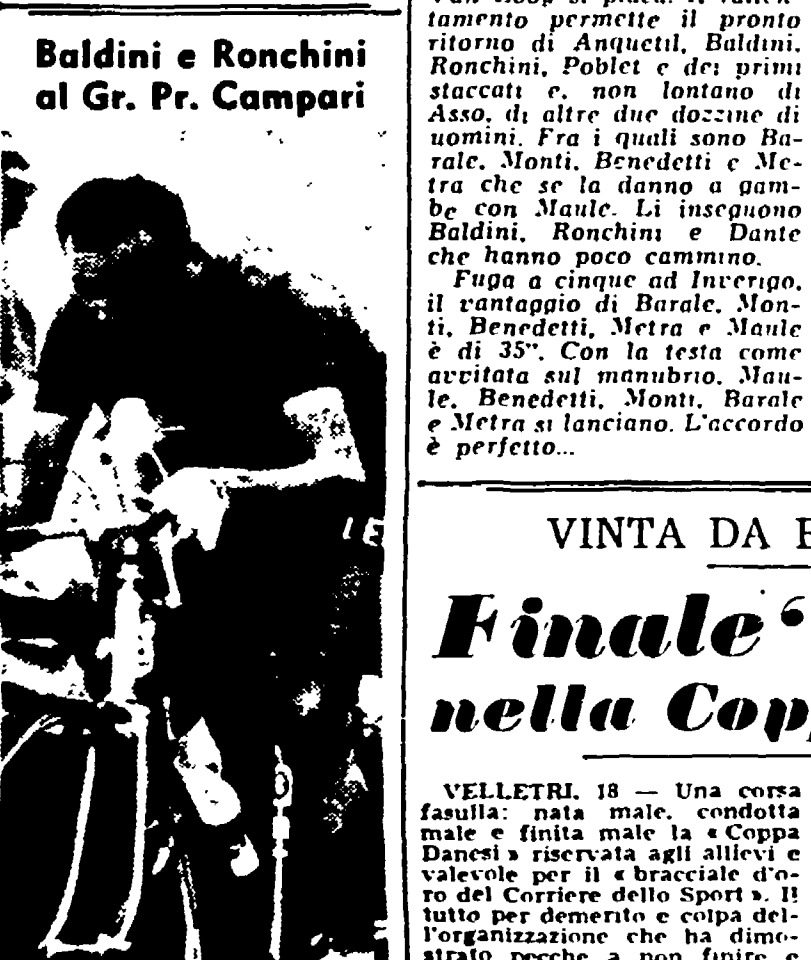 Baldini e Ronchini
al Gr. Pr. Campari
LE
tamento permette il pronto
ritorno di Anquetil, Baldini,
Ronchini, Poblet e dei primi
staccati e, non lontano di
Asso, di altre due dozzine di
uomini. Fra i quali sono Ba-
rale, Monti, Benedetti e Me-
tra che se la danno a gam-
be con Maule. Li inseguono
Baldini, Ronchini e Dante
che hanno poco cammino.
Fuga a cinque ad Inverigo,
il vantaggio di Barale, Mon-
ti, Benedetti, Metra e Maule
è di 35". Con la testa come
avvitata sul manubrio, Mau-
le, Benedetti, Monti, Barale
e Metra si lanciano. L'accordo
è perfetto...
VINTA DA
Finale
nella Copp
VELLETRI, 18 — Una corsa
fasulla: nata male, condotta
male e finita male la « Coppa
Danesi » riservata agli allievi e
valevole per il « bracciale d'o-
ro del Corriere dello Sport ». Il
tutto per demerito e colpa del-
l'organizzazione che ha dimo-
strato perche a non finire e